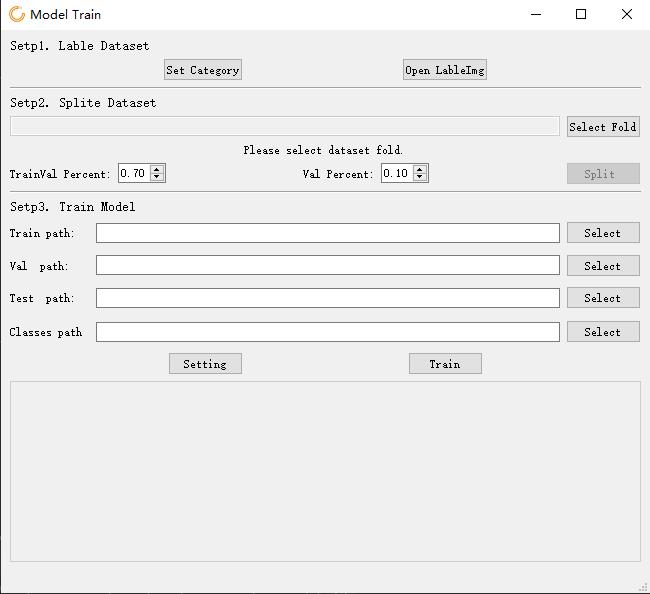 Model Train
Setp1. Lable Dataset
Set Category Open LableImg
Setp2. Splite Dataset
Select Fold
Please select dataset fold.
TrainVal Percent: 0.70 Val Percent: 0.10 Split
Setp3. Train Model
Train path: Select
Val path: Select
Test path: Select
Classes path Select
Setting Train